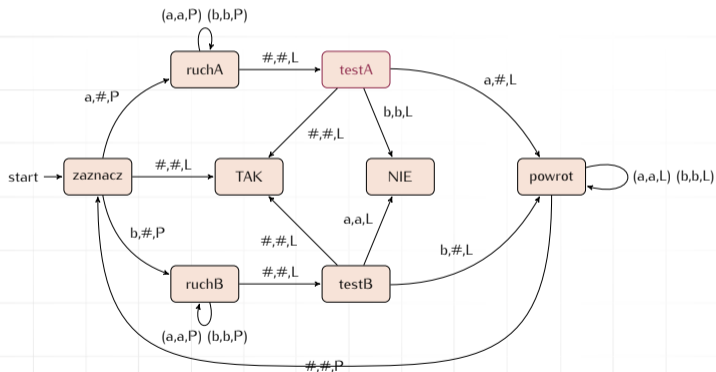 (a,a,P) (b,b,P)
#,#,L
ruchA
testA
a,#,L
a,#,P
b,b,L
#,#,L
#,#,L
start
zaznacz
TAK
NIE
powrot
(a,a,L) (b,b,L)
a,a,L
b,#,P
#,#,L
b,#,L
#,#,L
ruchB
testB
(a,a,P) (b,b,P)
#,#,P